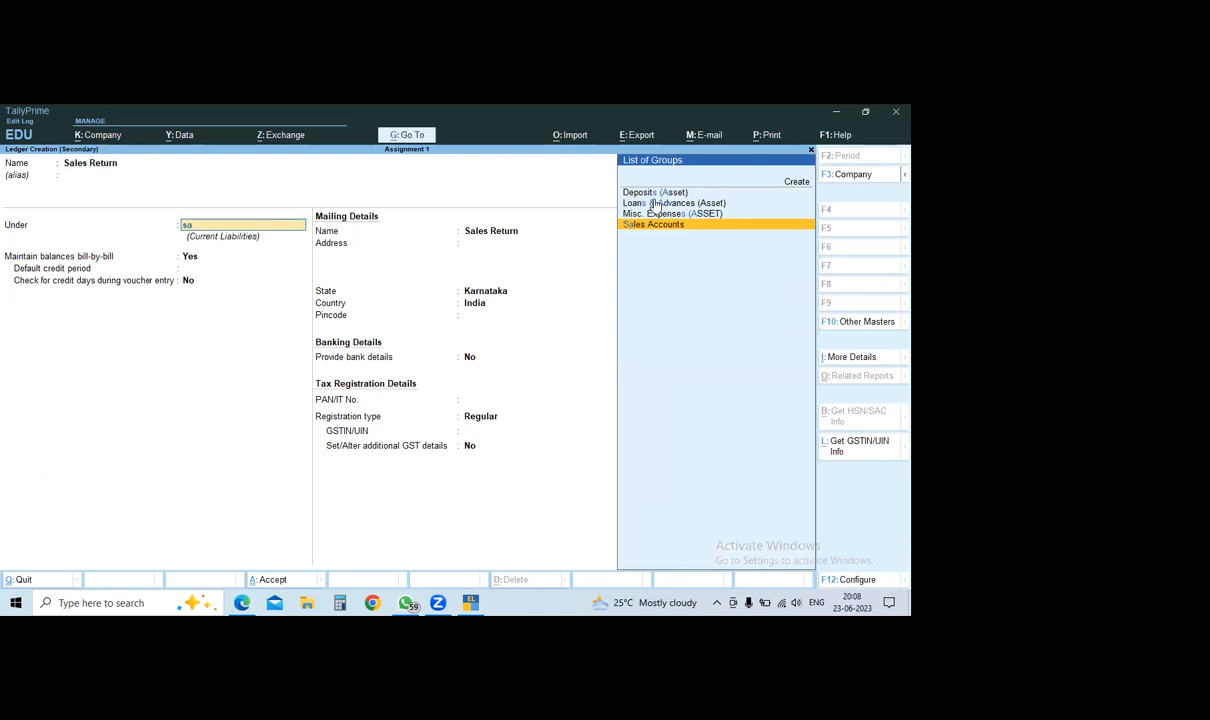 TallyPrime
Edit Log
EDU
MANAGE
K: Company
Y: Data
Z: Exchange
G: Go To
O: Import
E: Export
M: E-mail
P: Print
F1: Help
Ledger Creation (Secondary)
Assignment 1
Name : Sales Return
(alias) :
Under : sa
(Current Liabilities)
Maintain balances bill-by-bill : Yes
Default credit period :
Check for credit days during voucher entry : No
Mailing Details
Name : Sales Return
Address :
State : Karnataka
Country : India
Pincode :
Banking Details
Provide bank details : No
Tax Registration Details
PAN/IT No. :
Registration type : Regular
GSTIN/UIN :
Set/Alter additional GST details : No
List of Groups
Create
Deposits (Asset)
Loans & Advances (Asset)
Misc. Expenses (ASSET)
Sales Accounts
F2: Period
F3: Company
F4
F5
F6
F7
F8
F9
F10: Other Masters
I: More Details
O: Related Reports
B: Get HSN/SAC
Info
L: Get GSTIN/UIN
Info
Activate Windows
Go to Settings to activate Windows.
Q: Quit
A: Accept
D: Delete
F12: Configure
Type here to search
59
EL
25°C Mostly cloudy
ENG
20:08
23-06-2023